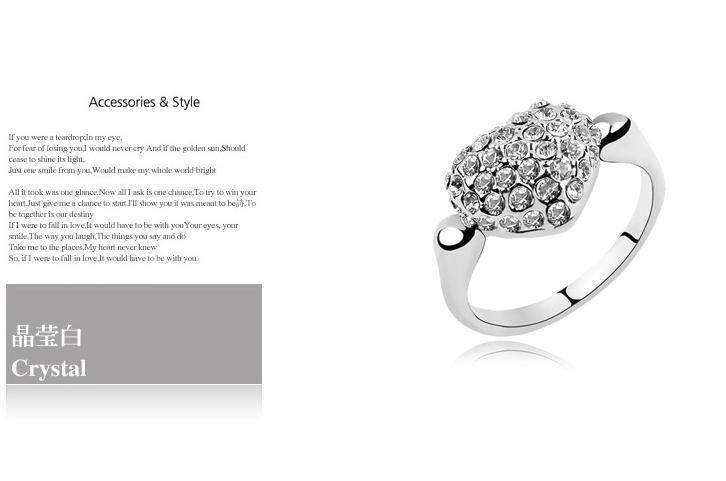 Accessories & Style
If you were a teardrop;In my eye,
For fear of losing you,I would never cry And if the golden sun,Should
cease to shine its light,
Just one smile from you,Would make my whole world bright
All it took was one glance.Now all I ask is one chance,To try to win your
heart.Just give me a chance to start.I'll show you it was meant to be詩.To
be together is our destiny
If I were to fall in love,It would have to be with youYour eyes, your
smile,The way you laugh,The things you say and do
Take me to the places,My heart never knew
So, if I were to fall in love,It would have to be with you.
晶莹白
Crystal